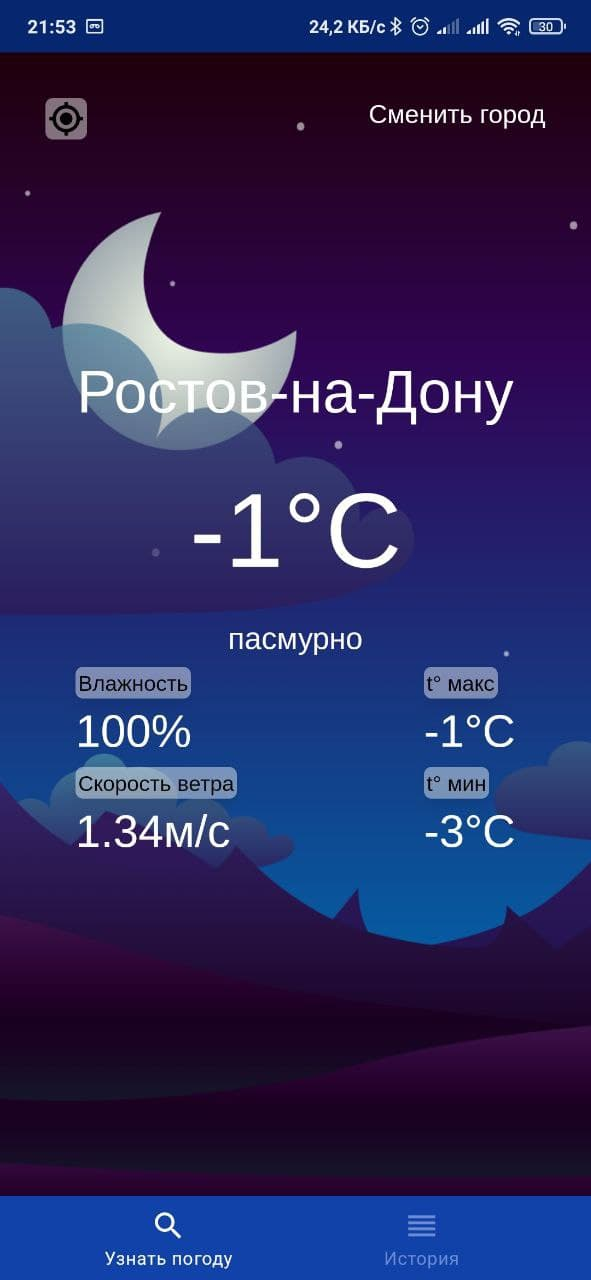 21:53 24,2 КБ/с 30
Сменить город
Ростов-на-Дону
-1°C
пасмурно
Влажность t° макс
100% -1°C
Скорость ветра t° мин
1.34м/с -3°C
Узнать погоду История